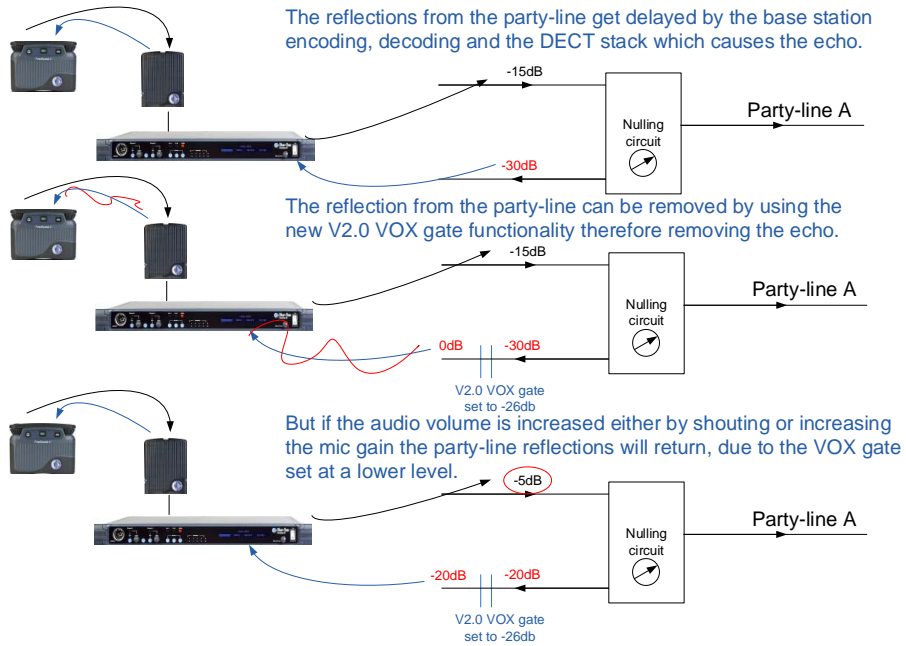 The reflections from the party-line get delayed by the base station
encoding, decoding and the DECT stack which causes the echo.
-15dB
Party-line A
Nulling
circuit
-30dB
The reflection from the party-line can be removed by using the
new V2.0 VOX gate functionality therefore removing the echo.
-15dB
Party-line A
Nulling
circuit
0dB
-30dB
V2.0 VOX gate
set to -26db
But if the audio volume is increased either by shouting or increasing
the mic gain the party-line reflections will return, due to the VOX gate
set at a lower level.
-5dB
Party-line A
Nulling
circuit
-20dB
-20dB
V2.0 VOX gate
set to -26db